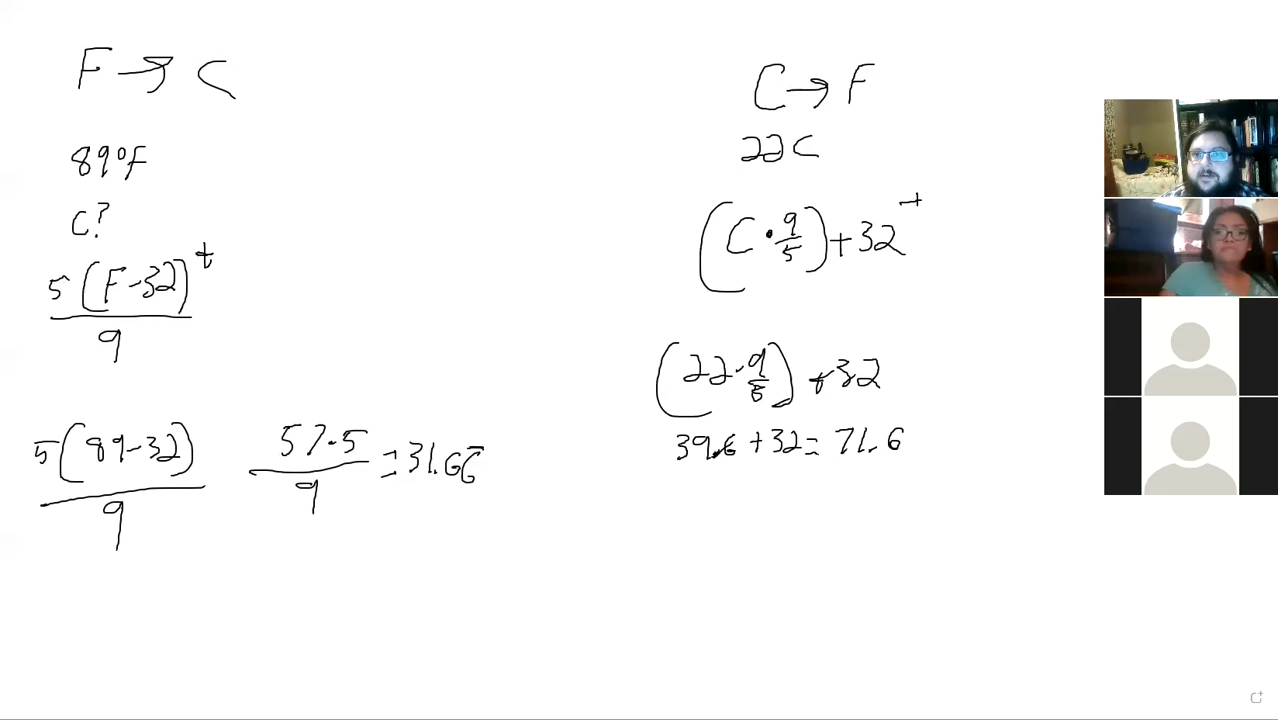 F → C
89°F
C?
5(F-32)
9
5(89-32)
9
57·5
9
=31.66̅
C → F
22C
(C·9/5)+32
(22·9/5)+32
39.6+32=71.6